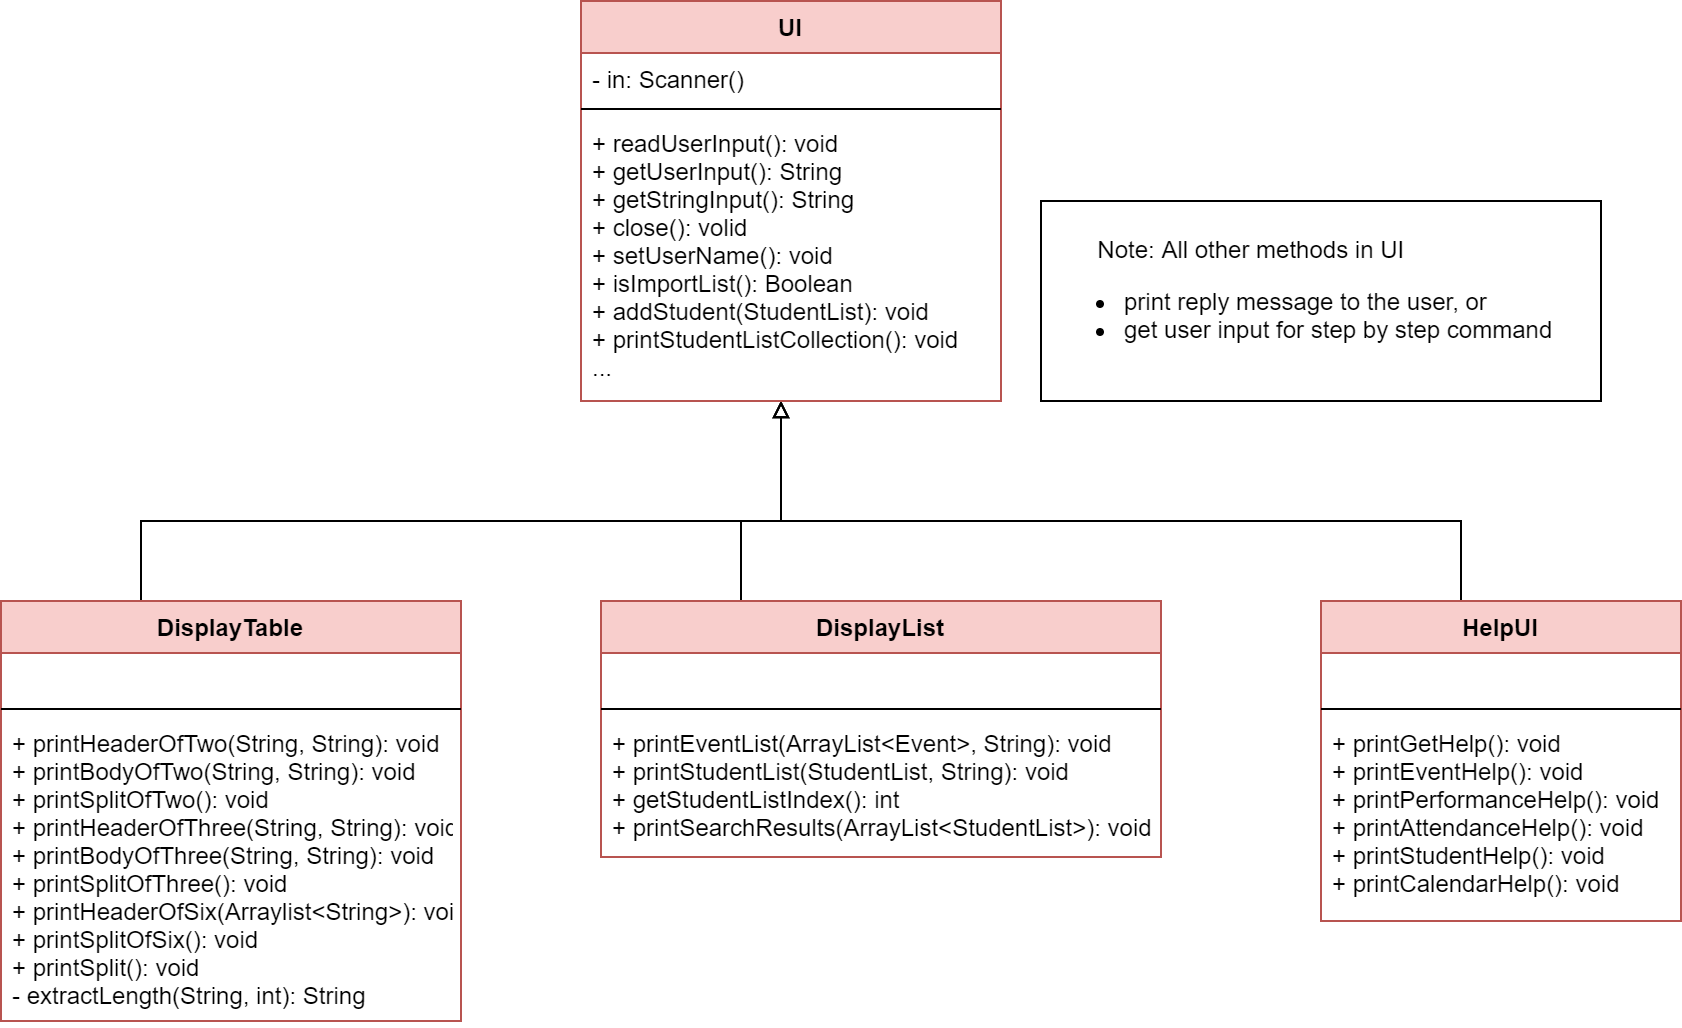 UI
- in: Scanner()
+ readUserInput(): void
+ getUserInput(): String
+ getStringInput(): String
+ close(): volid
+ setUserName(): void
+ isImportList(): Boolean
+ addStudent(StudentList): void
+ printStudentListCollection(): void
...
Note: All other methods in UI
• print reply message to the user, or
• get user input for step by step command
DisplayTable
+ printHeaderOfTwo(String, String): void
+ printBodyOfTwo(String, String): void
+ printSplitOfTwo(): void
+ printHeaderOfThree(String, String): voic
+ printBodyOfThree(String, String): void
+ printSplitOfThree(): void
+ printHeaderOfSix(Arraylist<String>): voi
+ printSplitOfSix(): void
+ printSplit(): void
- extractLength(String, int): String
DisplayList
+ printEventList(ArrayList<Event>, String): void
+ printStudentList(StudentList, String): void
+ getStudentListIndex(): int
+ printSearchResults(ArrayList<StudentList>): void
HelpUI
+ printGetHelp(): void
+ printEventHelp(): void
+ printPerformanceHelp(): void
+ printAttendanceHelp(): void
+ printStudentHelp(): void
+ printCalendarHelp(): void